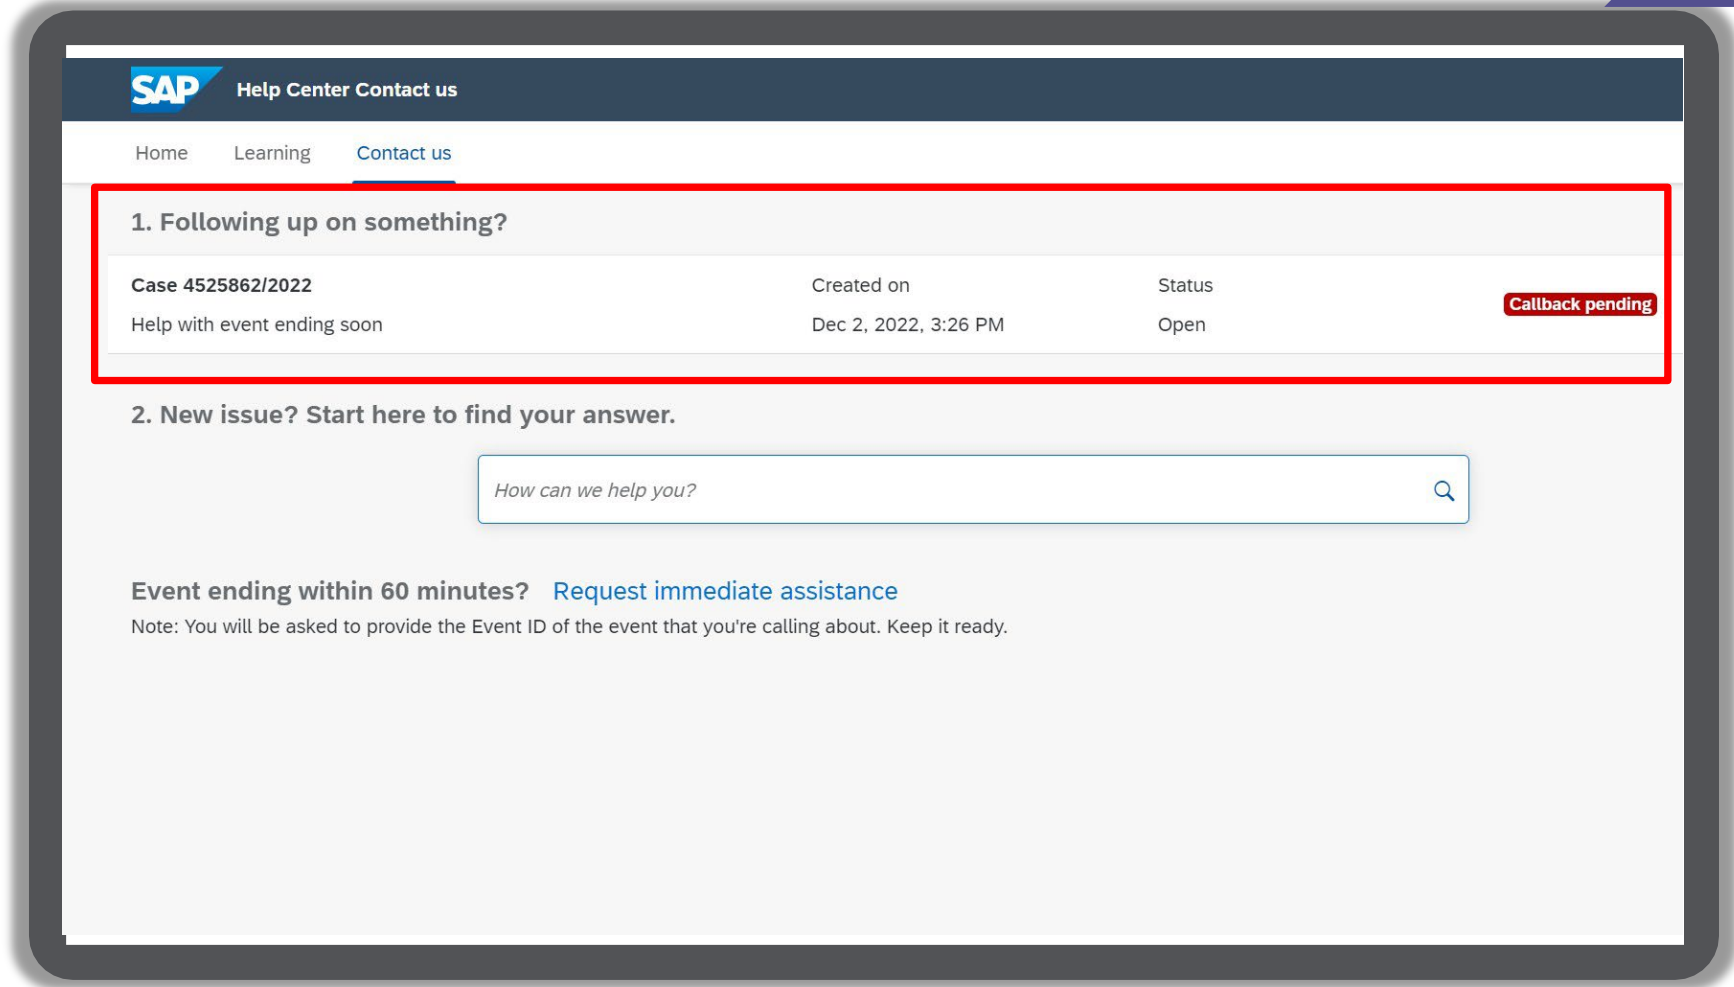 SAP Help Center Contact us
Home Learning Contact us
1. Following up on something?
Case 4525862/2022 Created on Status
Callback pending
Help with event ending soon Dec 2, 2022, 3:26 PM Open
2. New issue? Start here to find your answer.
How can we help you?
Event ending within 60 minutes? Request immediate assistance
Note: You will be asked to provide the Event ID of the event that you're calling about. Keep it ready.